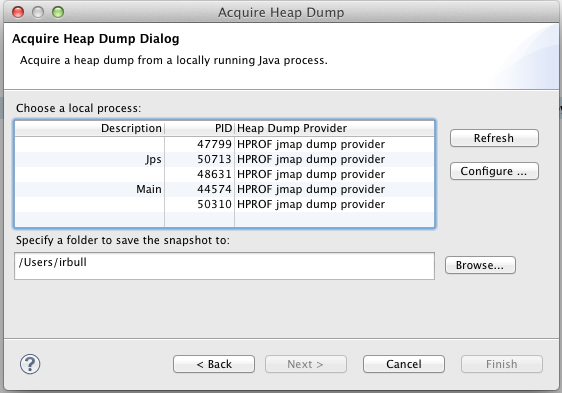 Acquire Heap Dump
Acquire Heap Dump Dialog
Acquire a heap dump from a locally running Java process.
Choose a local process:
Description PID Heap Dump Provider
47799 HPROF jmap dump provider
Jps 50713 HPROF jmap dump provider
48631 HPROF jmap dump provider
Main 44574 HPROF jmap dump provider
50310 HPROF jmap dump provider
Refresh
Configure ...
Specify a folder to save the snapshot to:
/Users/irbull
Browse...
?
< Back Next > Cancel Finish